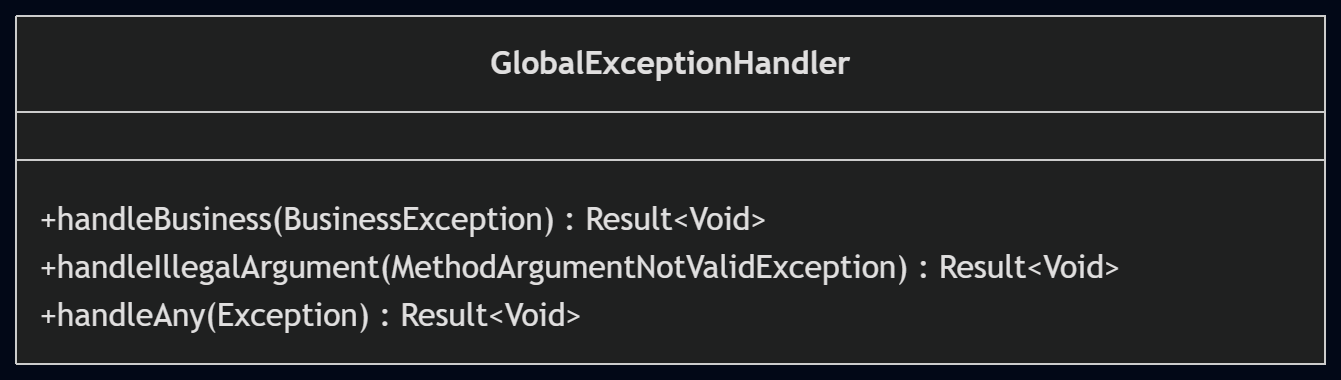 GlobalExceptionHandler
+handleBusiness(BusinessException) : Result<Void>
+handleIllegalArgument(MethodArgumentNotValidException) : Result<Void>
+handleAny(Exception) : Result<Void>